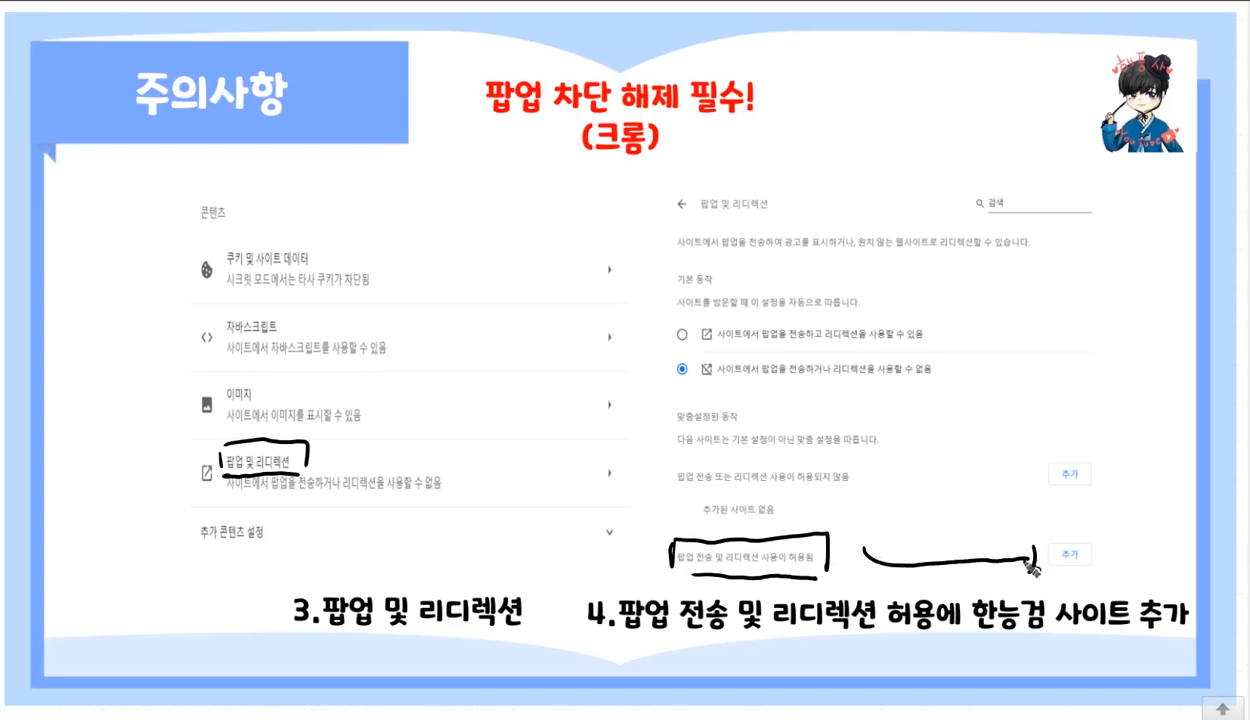 주의사항
팝업 차단 해제 필수!
(크롬)
해품사
YouTube
콘텐츠
쿠키 및 사이트 데이터
시크릿 모드에서는 타사 쿠키가 차단됨
자바스크립트
사이트에서 자바스크립트를 사용할 수 있음
이미지
사이트에서 이미지를 표시할 수 있음
팝업 및 리디렉션
사이트에서 팝업을 전송하거나 리디렉션을 사용할 수 없음
추가 콘텐츠 설정
3.팝업 및 리디렉션
팝업 및 리디렉션
검색
사이트에서 팝업을 전송하여 광고를 표시하거나, 원치 않는 웹사이트로 리디렉션할 수 있습니다.
기본 동작
사이트를 방문할 때 이 설정을 자동으로 따릅니다.
사이트에서 팝업을 전송하고 리디렉션을 사용할 수 있음
사이트에서 팝업을 전송하거나 리디렉션을 사용할 수 없음
맞춤설정된 동작
다음 사이트는 기본 설정이 아닌 맞춤 설정을 따릅니다.
팝업 전송 또는 리디렉션 사용이 허용되지 않음
추가
추가된 사이트 없음
팝업 전송 및 리디렉션 사용이 허용됨
추가
4.팝업 전송 및 리디렉션 허용에 한능검 사이트 추가